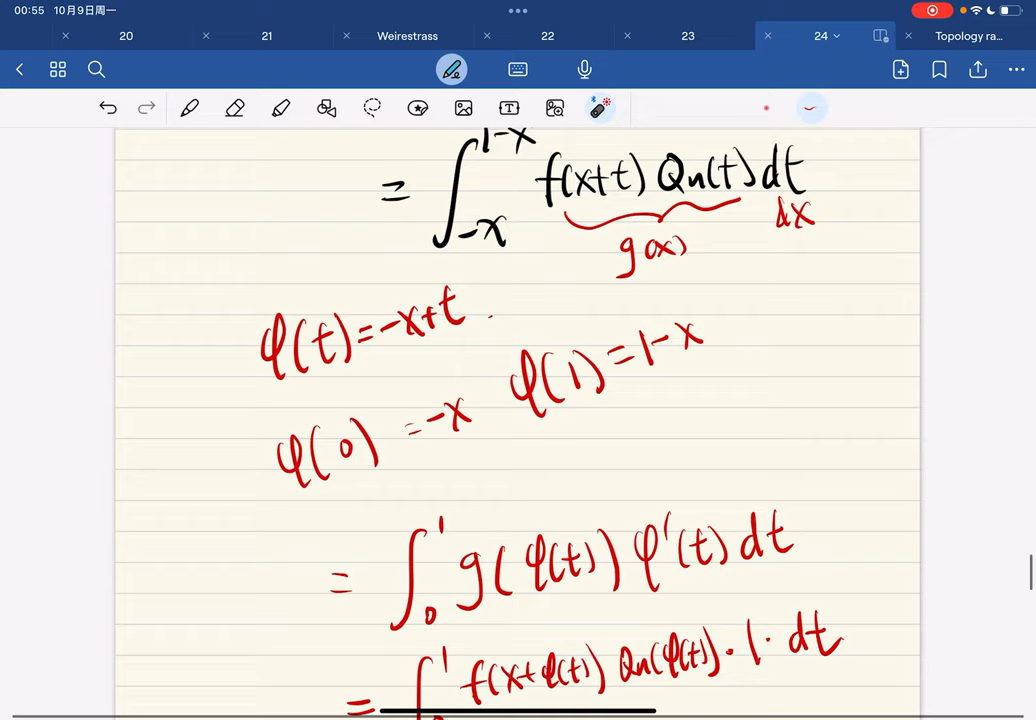 00:55 10月9日周一
20 21 Weirestrass 22 23 24 Topology ra...
= ∫_{-x}^{1-x} f(x+t) Qn(t) dt
dx
g(x)
φ(t) = -x+t
φ(1) = 1-x
φ(0) = -x
= ∫_0^1 g(φ(t)) φ'(t) dt
= ∫_0^1 f(x+φ(t)) Qn(φ(t)) · 1 · dt